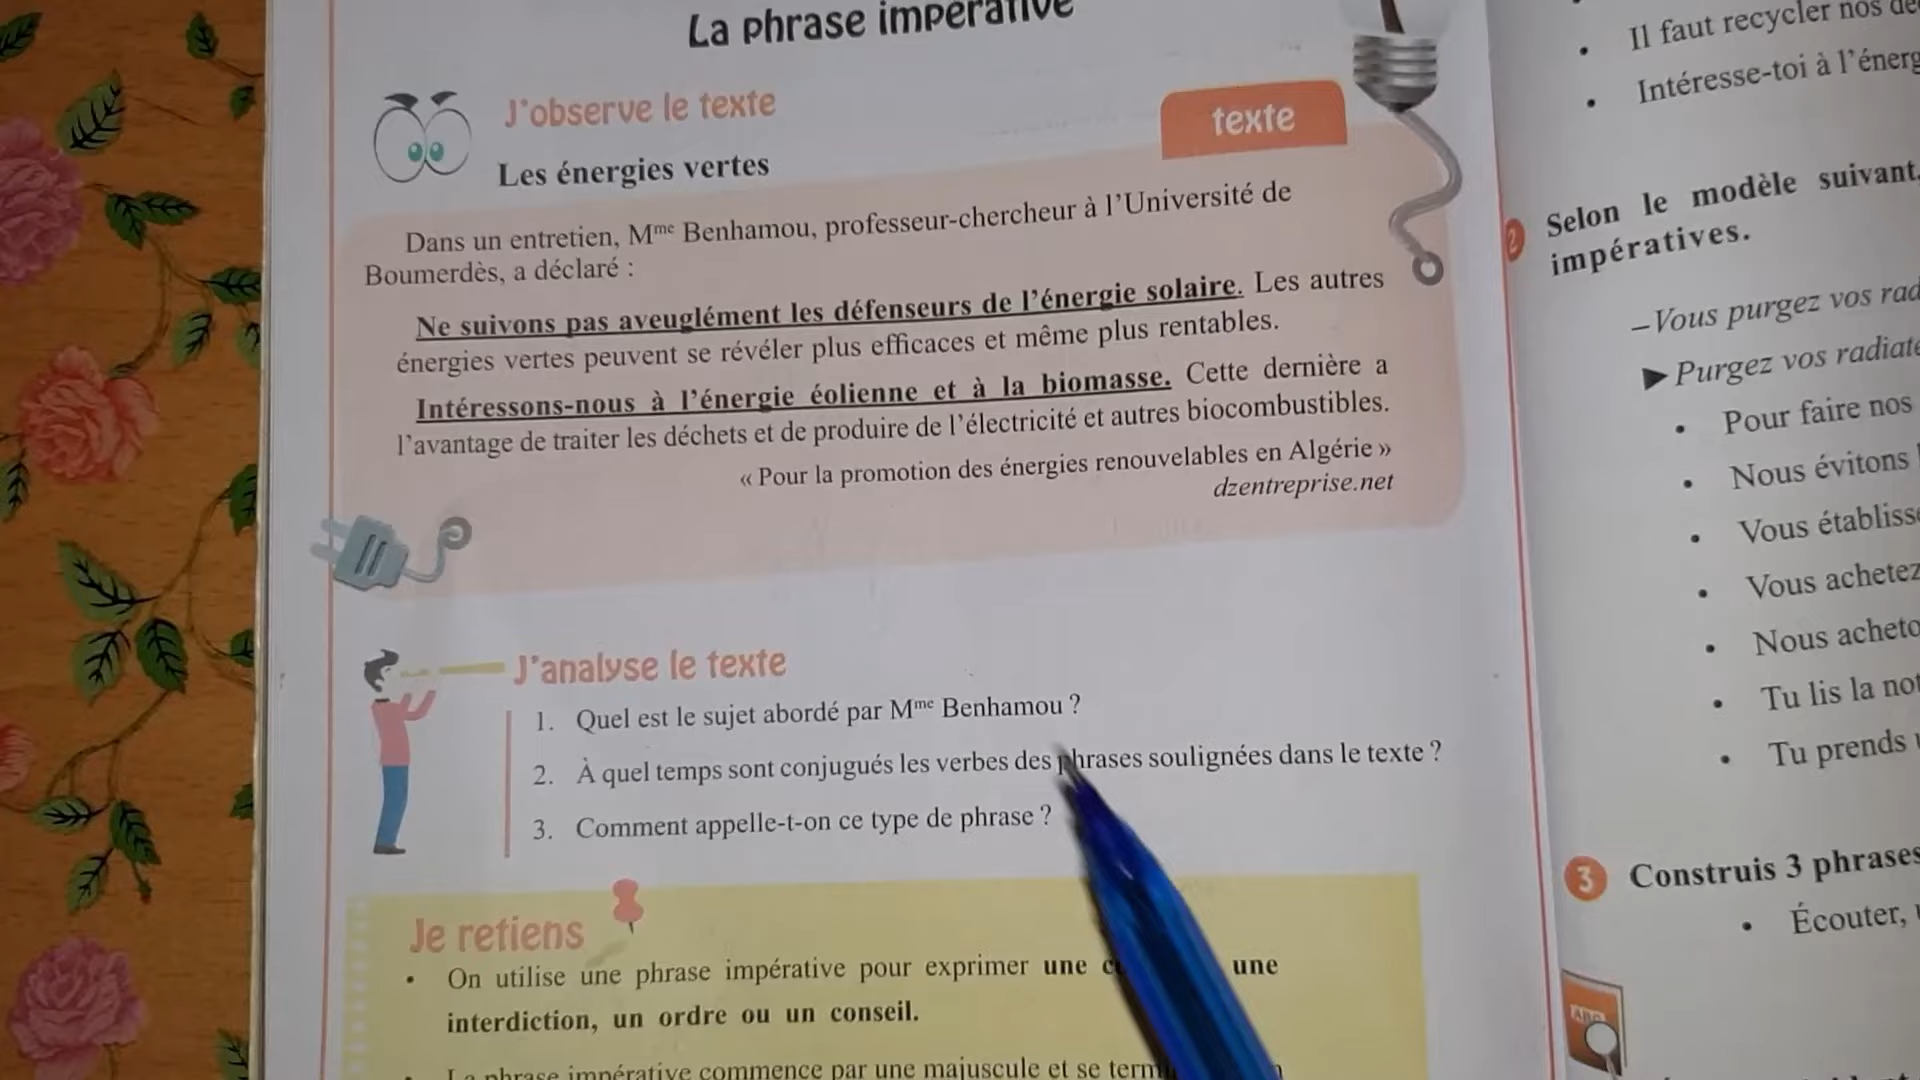 La phrase impérative
J'observe le texte
texte
Les énergies vertes
Dans un entretien, Mme Benhamou, professeur-chercheur à l'Université de
Boumerdès, a déclaré :
Ne suivons pas aveuglément les défenseurs de l'énergie solaire. Les autres
énergies vertes peuvent se révéler plus efficaces et même plus rentables.
Intéressons-nous à l'énergie éolienne et à la biomasse. Cette dernière a
l'avantage de traiter les déchets et de produire de l'électricité et autres biocombustibles.
« Pour la promotion des énergies renouvelables en Algérie »
dzentreprise.net
J'analyse le texte
1. Quel est le sujet abordé par Mme Benhamou ?
2. À quel temps sont conjugués les verbes des phrases soulignées dans le texte ?
3. Comment appelle-t-on ce type de phrase ?
Je retiens
• On utilise une phrase impérative pour exprimer une une
interdiction, un ordre ou un conseil.
La phrase impérative commence par une majuscule et se
• Il faut recycler nos
• Intéresse-toi à
2 Selon le modèle suivant,
impératives.
–Vous purgez vos
► Purgez vos
• Pour faire nos
• Nous évitons
• Vous
• Vous achetez
• Nous
• Tu lis la
• Tu prends
3 Construis 3 phrases
• Écouter,
ABC